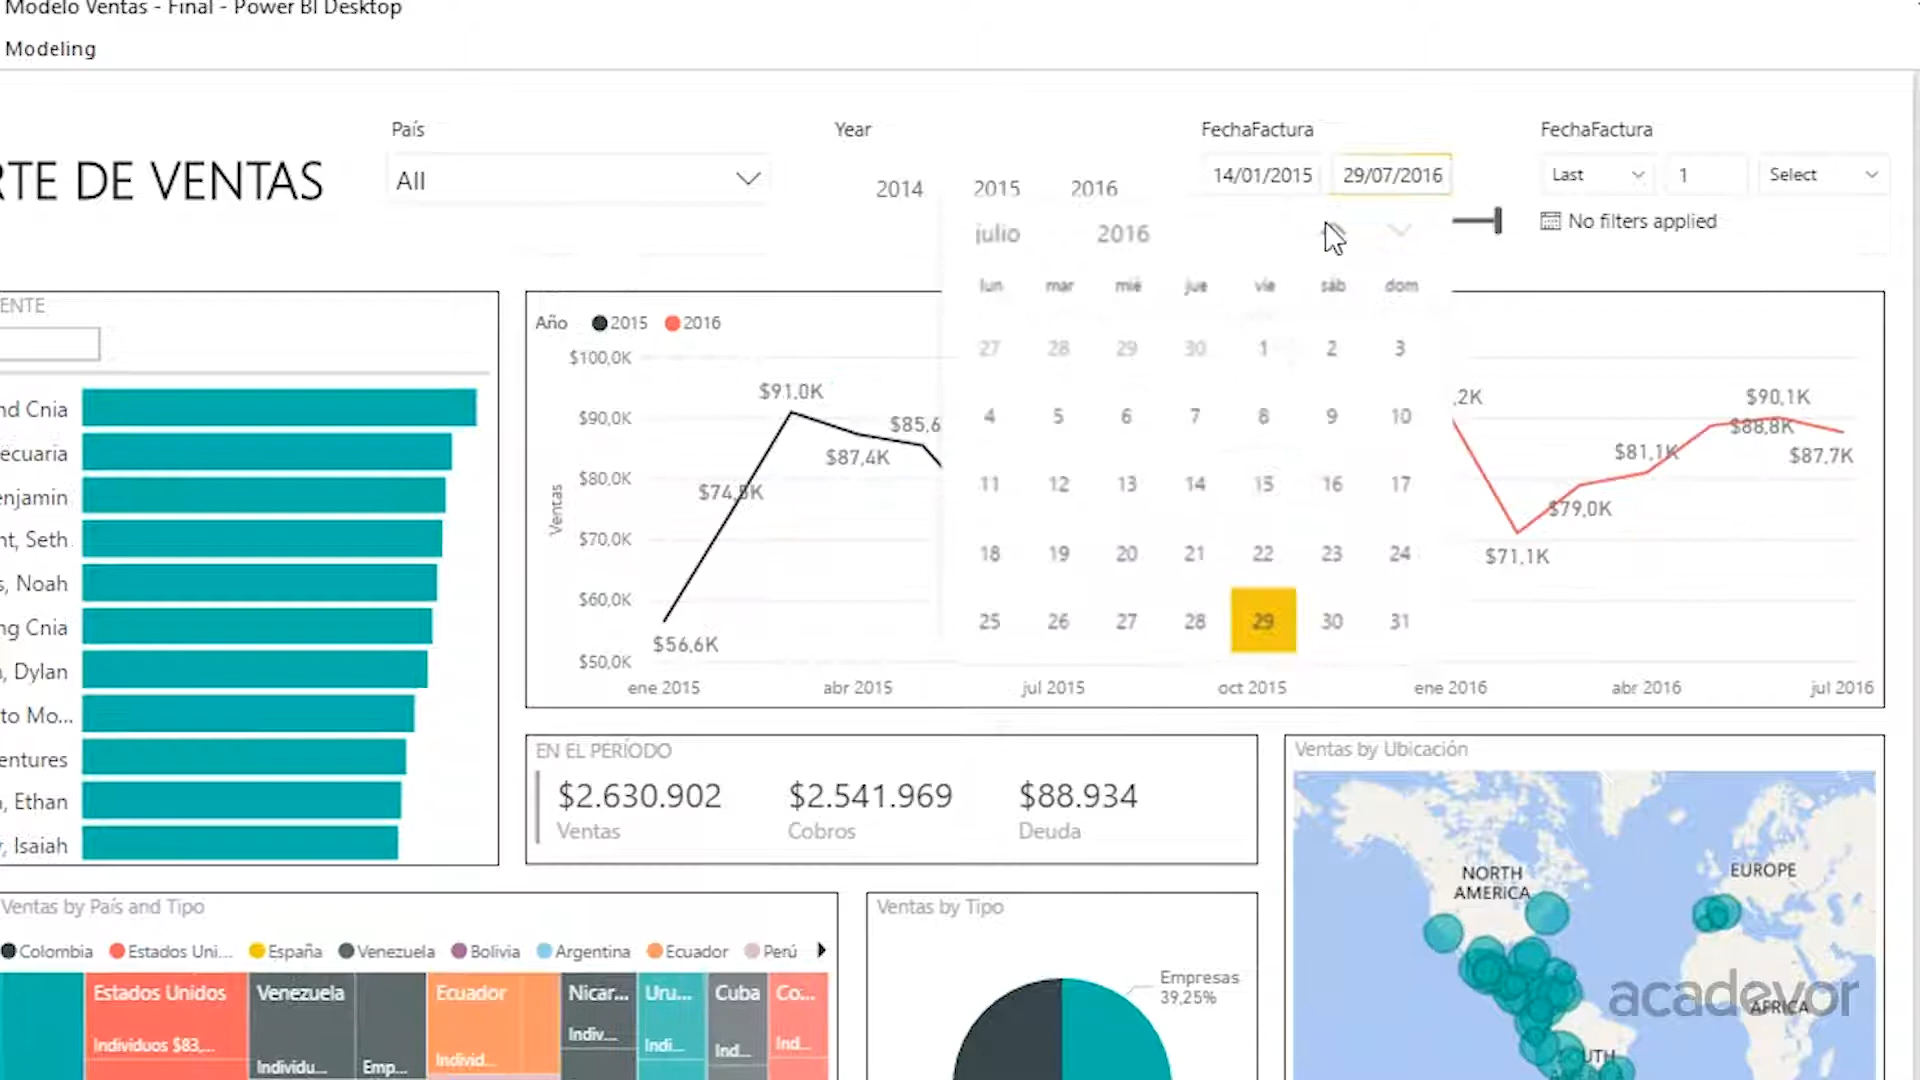 Modelo Ventas - Final - Power BI Desktop
Modeling
RTE DE VENTAS
País
All
Year
2014 2015 2016
FechaFactura
14/01/2015 29/07/2016
FechaFactura
Last 1 Select
No filters applied
julio 2016
lun mar mié jue vie sáb dom
27 28 29 30 1 2 3
4 5 6 7 8 9 10
11 12 13 14 15 16 17
18 19 20 21 22 23 24
25 26 27 28 29 30 31
ENTE
nd Cnia
ecuaria
enjamin
nt, Seth
s, Noah
ng Cnia
, Dylan
to Mo...
entures
, Ethan
, Isaiah
Año 2015 2016
Ventas
$100,0K
$90,0K
$80,0K
$70,0K
$60,0K
$50,0K
$56,6K
$74,9K
$91,0K
$87,4K
$85,6
,2K
$71,1K
$79,0K
$81,1K
$88,8K
$90,1K
$87,7K
ene 2015 abr 2015 jul 2015 oct 2015 ene 2016 abr 2016 jul 2016
EN EL PERÍODO
$2.630.902 $2.541.969 $88.934
Ventas Cobros Deuda
Ventas by Ubicación
NORTH
AMERICA
EUROPE
AFRICA
UTH
acadevor
Ventas by País and Tipo
Colombia Estados Uni... España Venezuela Bolivia Argentina Ecuador Perú
Estados Unidos Venezuela Ecuador Nicar... Uru... Cuba Co...
Individuos $83,... Individu... Emp... Individ... Indiv... Indi... Ind... Ind...
Ventas by Tipo
Empresas
39,25%